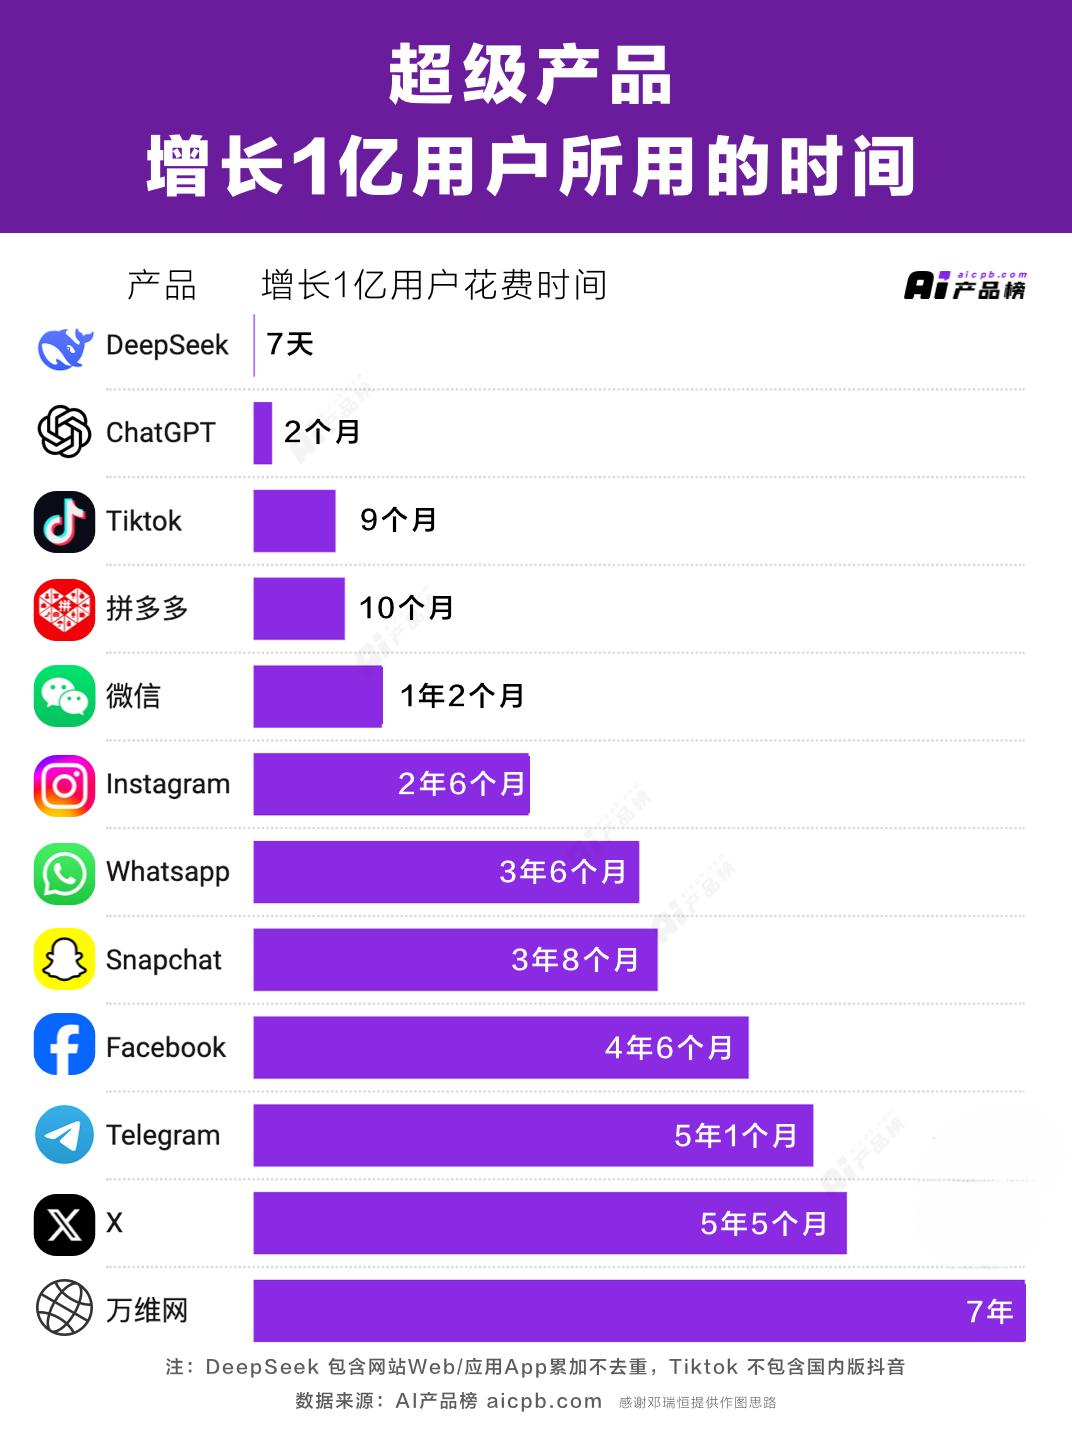 超级产品
增长1亿用户所用的时间
产品 增长1亿用户花费时间
aicpb.com
Ai产品榜
DeepSeek 7天
ChatGPT 2个月
Tiktok 9个月
拼多多 10个月
微信 1年2个月
Instagram 2年6个月
Whatsapp 3年6个月
Snapchat 3年8个月
Facebook 4年6个月
Telegram 5年1个月
X 5年5个月
万维网 7年
注：DeepSeek 包含网站Web/应用App累加不去重，Tiktok 不包含国内版抖音
数据来源：AI产品榜 aicpb.com 感谢邓瑞恒提供作图思路